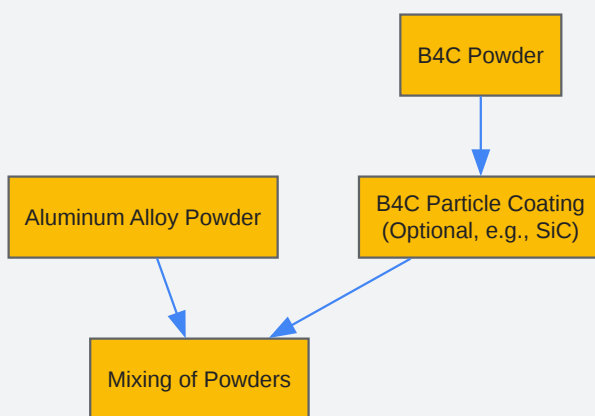 B4C Powder
Aluminum Alloy Powder
B4C Particle Coating
(Optional, e.g., SiC)
Mixing of Powders